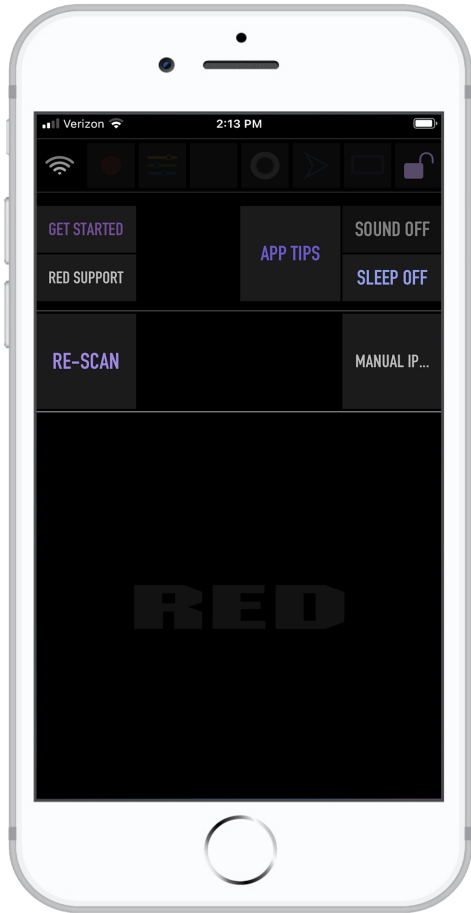 Verizon 2:13 PM
GET STARTED
APP TIPS
SOUND OFF
RED SUPPORT
SLEEP OFF
RE-SCAN
MANUAL IP...
RED